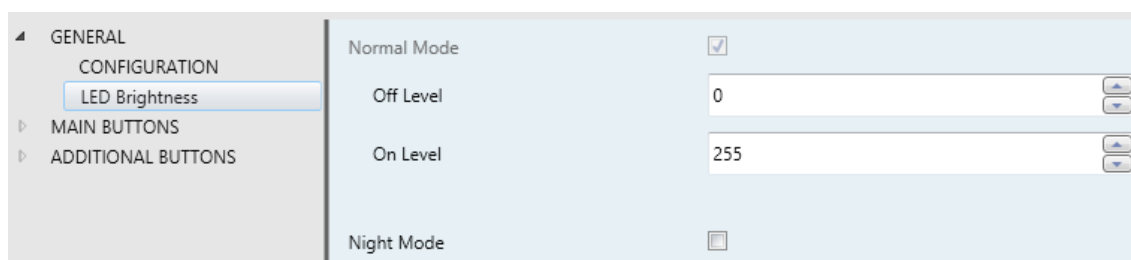 GENERAL
CONFIGURATION
LED Brightness
MAIN BUTTONS
ADDITIONAL BUTTONS
Normal Mode
Off Level
0
On Level
255
Night Mode